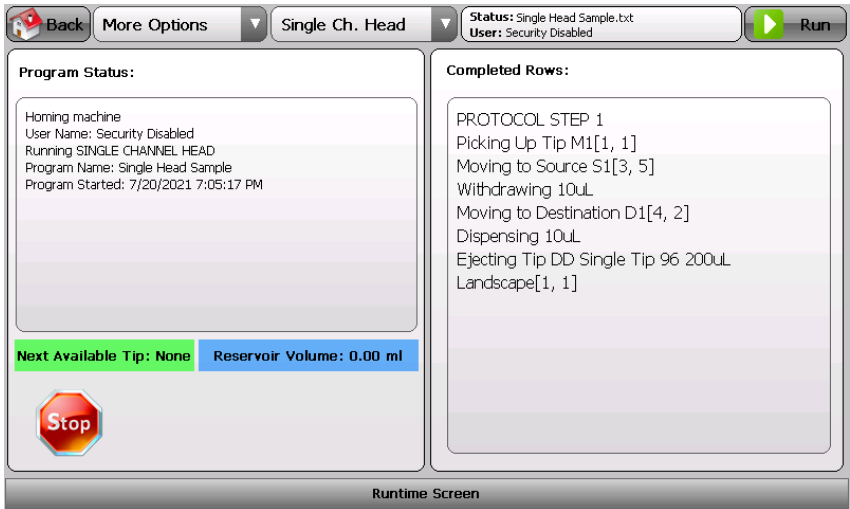 Back
More Options
Single Ch. Head
Status: Single Head Sample.txt
User: Security Disabled
Run
Program Status:
Homing machine
User Name: Security Disabled
Running SINGLE CHANNEL HEAD
Program Name: Single Head Sample
Program Started: 7/20/2021 7:05:17 PM
Next Available Tip: None
Reservoir Volume: 0.00 ml
Stop
Completed Rows:
PROTOCOL STEP 1
Picking Up Tip M1[1, 1]
Moving to Source S1[3, 5]
Withdrawing 10uL
Moving to Destination D1[4, 2]
Dispensing 10uL
Ejecting Tip DD Single Tip 96 200uL
Landscape[1, 1]
Runtime Screen